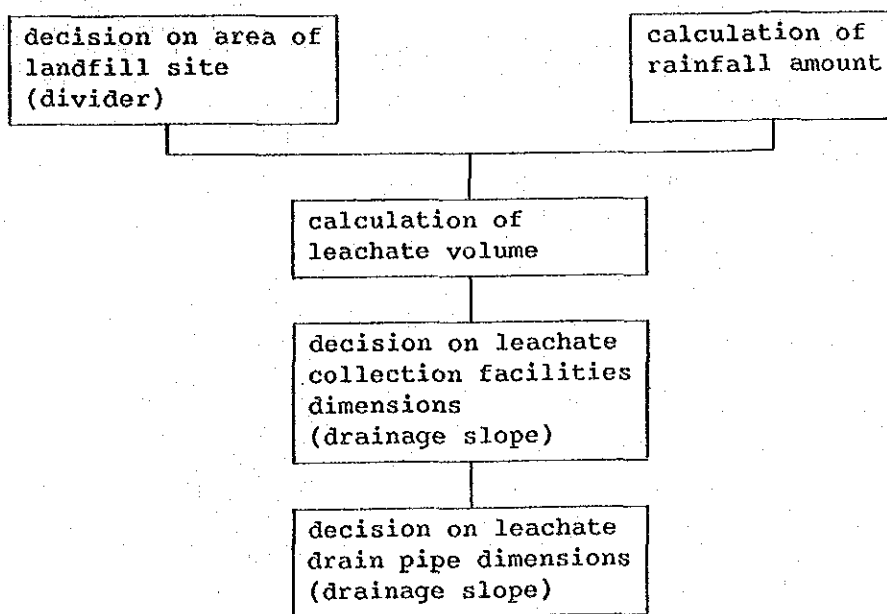 decision on area of
landfill site
(divider)
calculation of
rainfall amount
calculation of
leachate volume
decision on leachate
collection facilities
dimensions
(drainage slope)
decision on leachate
drain pipe dimensions
(drainage slope)